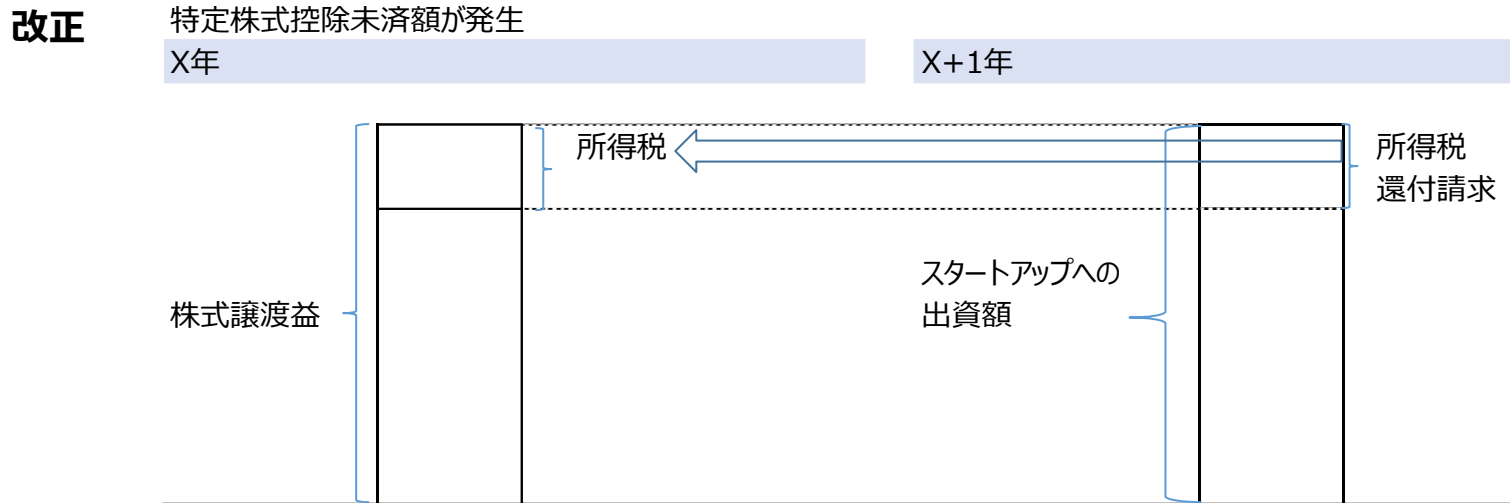 改正
特定株式控除未済額が発生
X年
X+1年
所得税
所得税
還付請求
スタートアップへの
出資額
株式譲渡益